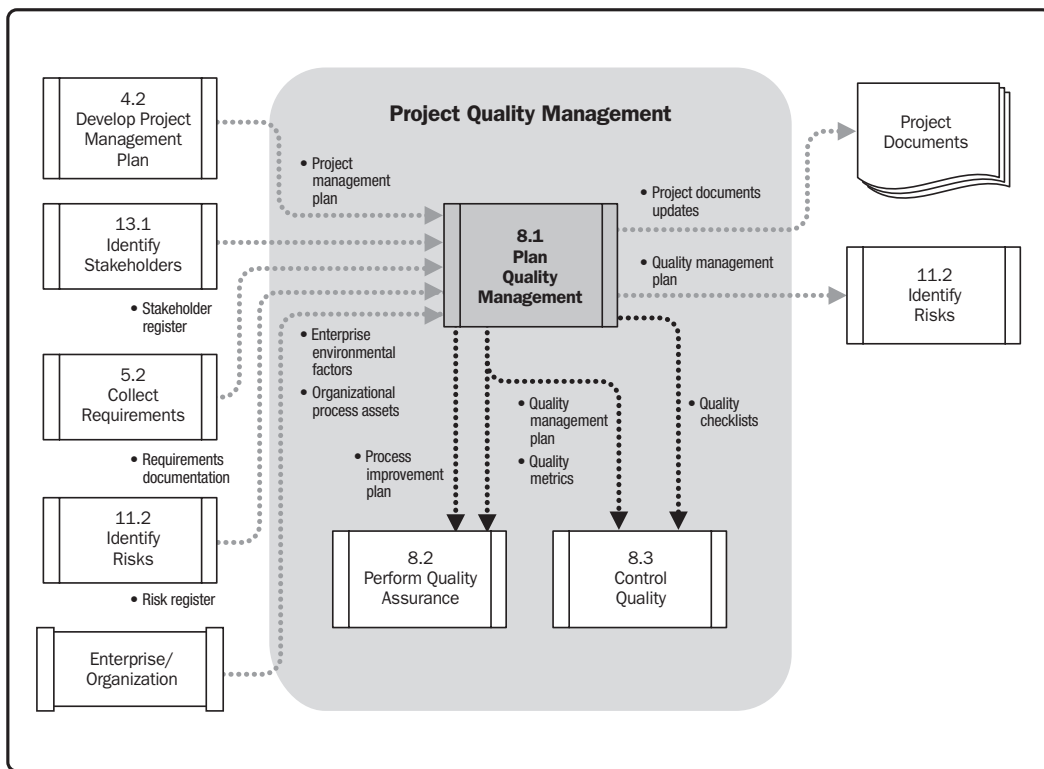 Project Quality Management
4.2
Develop Project
Management
Plan
• Project
management
plan
13.1
Identify
Stakeholders
• Stakeholder
register
5.2
Collect
Requirements
• Requirements
documentation
11.2
Identify
Risks
• Risk register
Enterprise/
Organization
• Enterprise
environmental
factors
• Organizational
process assets
8.1
Plan
Quality
Management
• Project documents
updates
• Quality management
plan
Project
Documents
11.2
Identify
Risks
• Process
improvement
plan
• Quality
management
plan
• Quality
metrics
• Quality
checklists
8.2
Perform Quality
Assurance
8.3
Control
Quality